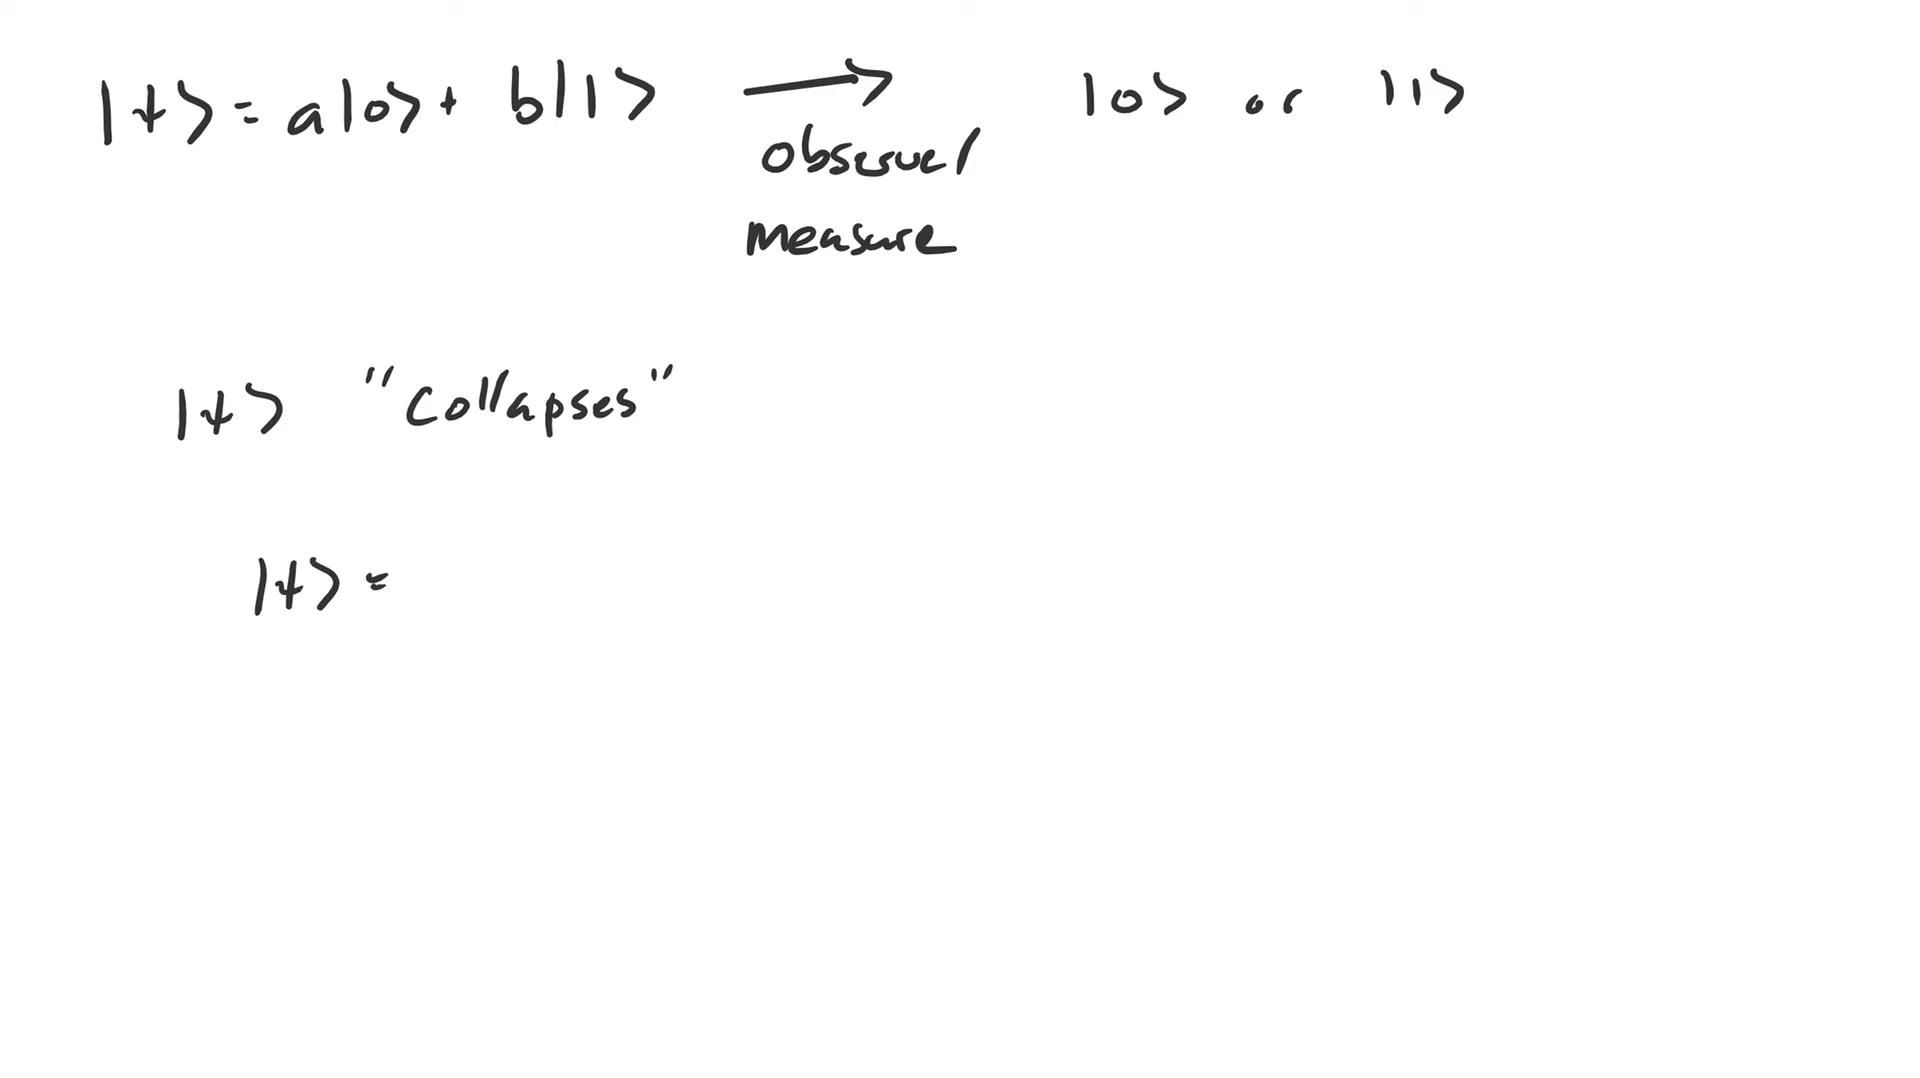 |ψ> = a|0> + b|1> → |0> or |1>
observe/
measure
|ψ> "collapses"
|ψ> =